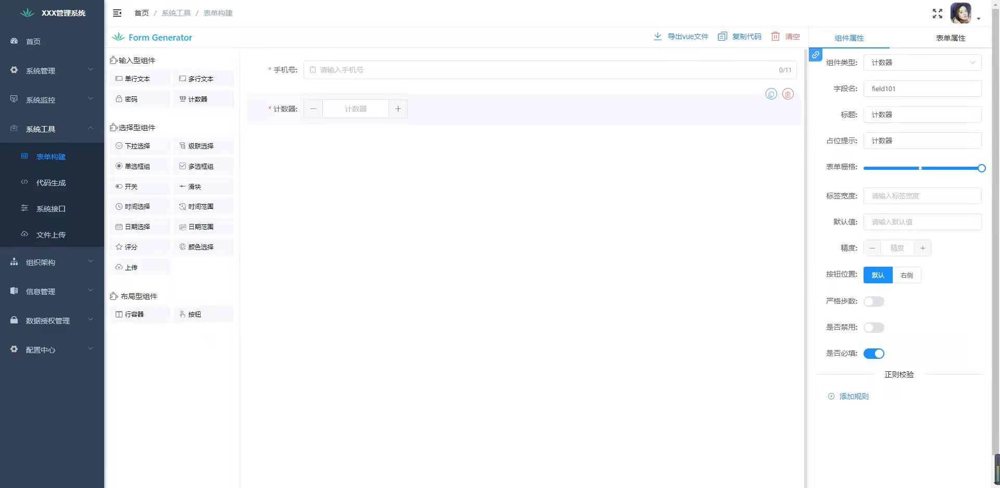 XXX管理系统
首页
系统管理
系统监控
系统工具
表单构建
代码生成
系统接口
文件上传
组织架构
信息管理
数据授权管理
配置中心
首页 / 系统工具 / 表单构建
Form Generator
导出vue文件 复制代码 清空
输入型组件
单行文本 多行文本
密码 123 计数器
选择型组件
下拉选择 级联选择
单选框组 多选框组
开关 滑块
时间选择 时间范围
日期选择 日期范围
评分 颜色选择
上传
布局型组件
行容器 按钮
* 手机号: 请输入手机号 0/11
* 计数器: — 计数器 +
组件属性 表单属性
组件类型: 计数器
字段名: field101
标题: 计数器
占位提示: 计数器
表单栅格:
标签宽度: 请输入标签宽度
默认值: 请输入默认值
精度: — 精度 +
按钮位置: 默认 右侧
严格步数:
是否禁用:
是否必填:
正则校验
添加规则